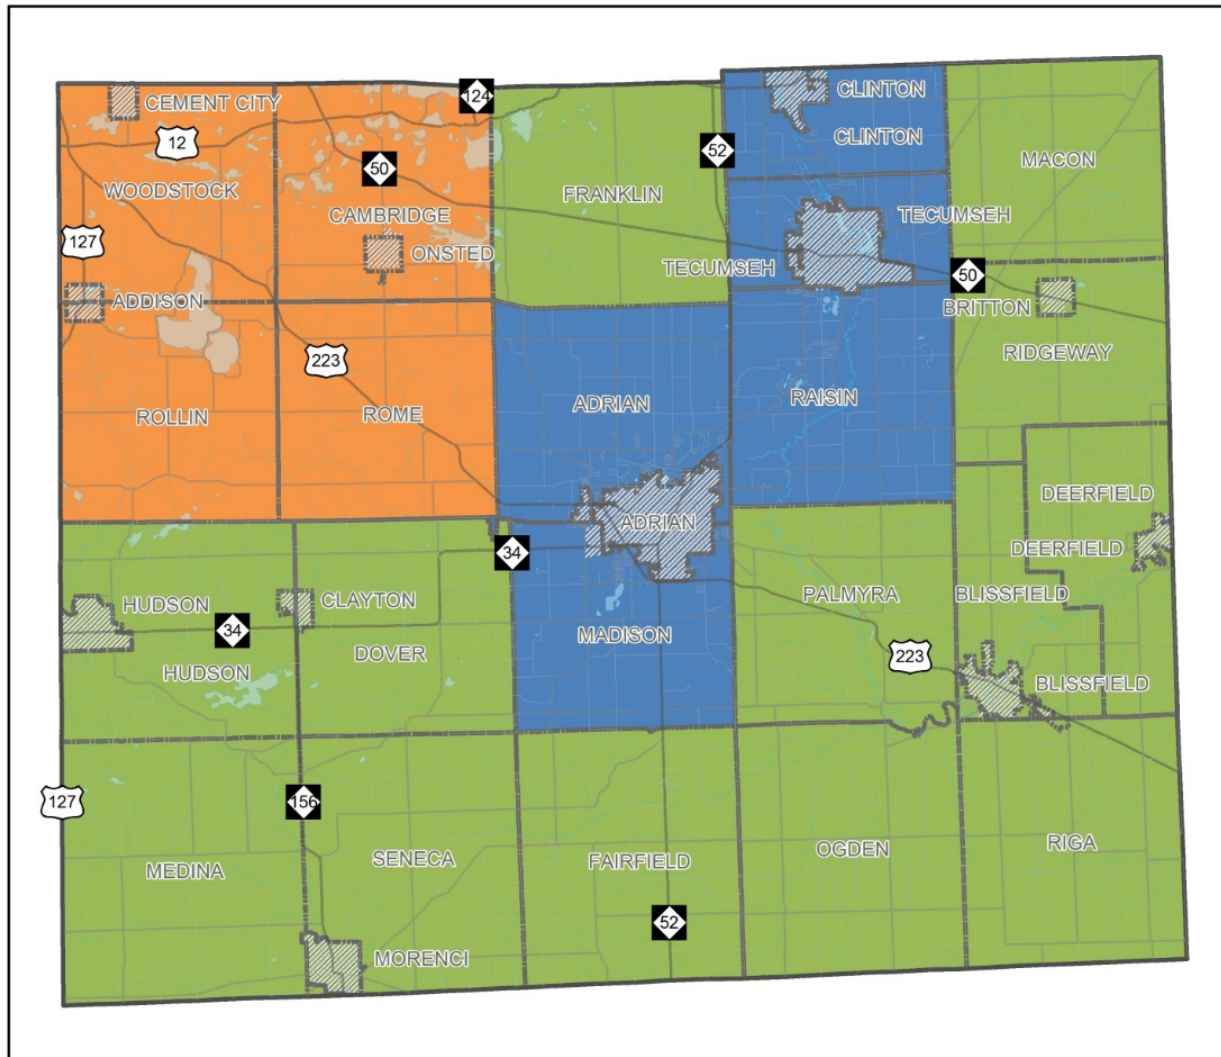 CLINTON
124
CEMENT CITY
12
CLINTON
52
MACON
50
WOODSTOCK
FRANKLIN
CAMBRIDGE
TECUMSEH
127
ONSTED
TECUMSEH
50
ADDISON
BRITTON
RIDGEWAY
223
ADRIAN
RAISIN
ROLLIN
ROME
DEERFIELD
ADRIAN
DEERFIELD
34
HUDSON
CLAYTON
PALMYRA
BLISSFIELD
34
MADISON
DOVER
223
HUDSON
BLISSFIELD
127
156
RIGA
OGDEN
SENECA
FAIRFIELD
MEDINA
52
MORENCI